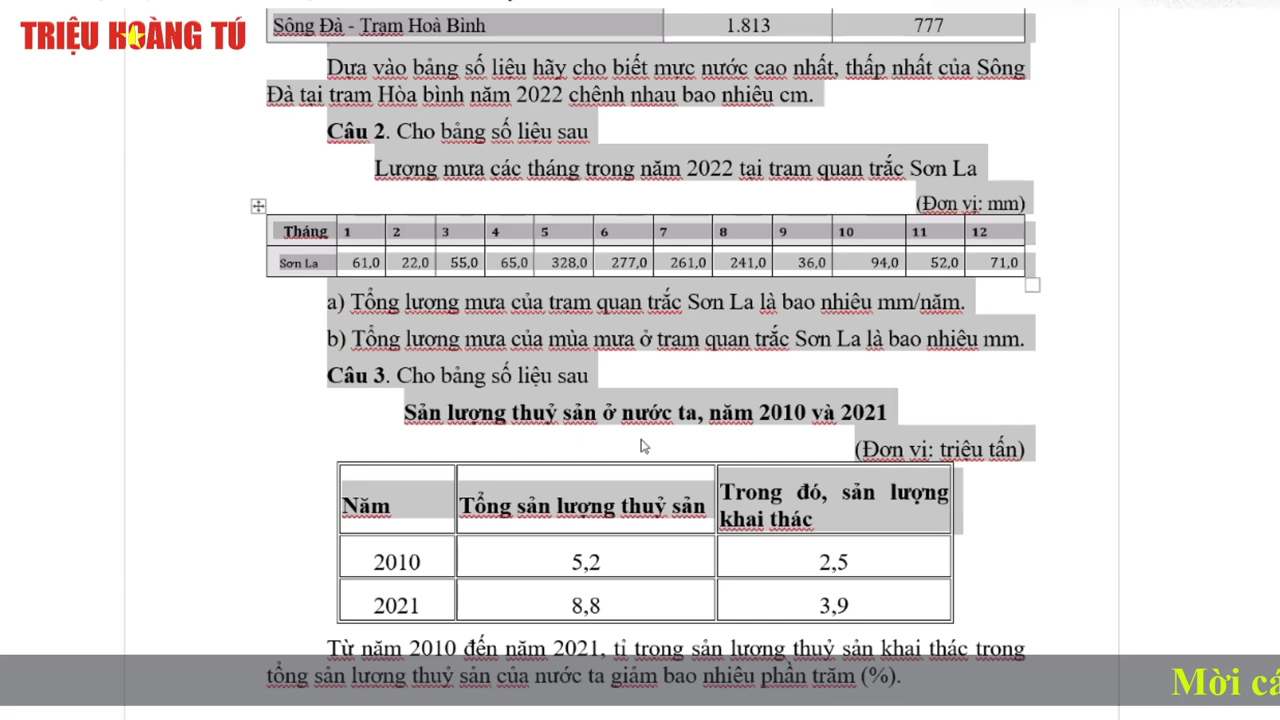 TRIỆU HOÀNG TÚ
Sông Đà - Trạm Hoà Bình 1.813 777
Dựa vào bảng số liệu hãy cho biết mực nước cao nhất, thấp nhất của Sông
Đà tại trạm Hòa bình năm 2022 chênh nhau bao nhiêu cm.
Câu 2. Cho bảng số liệu sau
Lượng mưa các tháng trong năm 2022 tại trạm quan trắc Sơn La
(Đơn vị: mm)
Tháng 1 2 3 4 5 6 7 8 9 10 11 12
Sơn La 61,0 22,0 55,0 65,0 328,0 277,0 261,0 241,0 36,0 94,0 52,0 71,0
a) Tổng lượng mưa của trạm quan trắc Sơn La là bao nhiêu mm/năm.
b) Tổng lượng mưa của mùa mưa ở trạm quan trắc Sơn La là bao nhiêu mm.
Câu 3. Cho bảng số liệu sau
Sản lượng thuỷ sản ở nước ta, năm 2010 và 2021
(Đơn vị: triệu tấn)
Năm Tổng sản lượng thuỷ sản Trong đó, sản lượng
khai thác
2010 5,2 2,5
2021 8,8 3,9
Từ năm 2010 đến năm 2021, tỉ trọng sản lượng thuỷ sản khai thác trong
tổng sản lượng thuỷ sản của nước ta giảm bao nhiêu phần trăm (%).
Mời cá